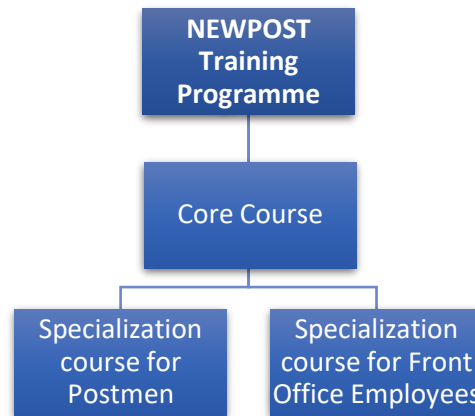 NEWPOST
Training
Programme
Core Course
Specialization
course for
Postmen
Specialization
course for Front
Office Employees